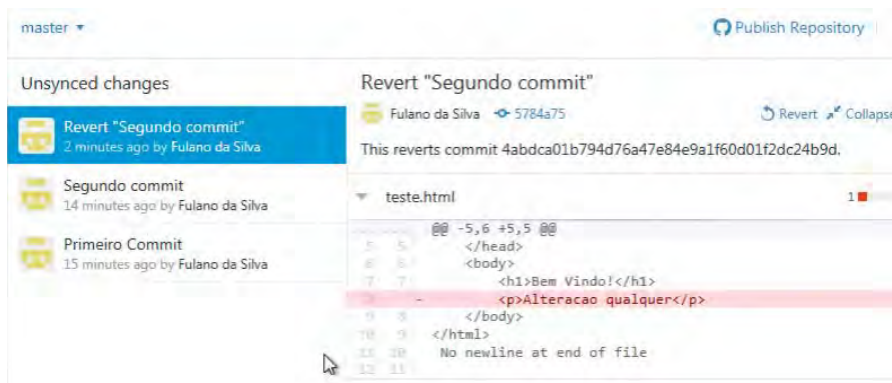 master
Publish Repository
Unsynced changes
Revert "Segundo commit"
2 minutes ago by Fulano da Silva
Segundo commit
14 minutes ago by Fulano da Silva
Primeiro Commit
15 minutes ago by Fulano da Silva
Revert "Segundo commit"
Fulano da Silva 5784a75 Revert Collapse
This reverts commit 4abdca01b794d76a47e84e9a1f60d01f2dc24b9d.
teste.html 1
@@ -5,6 +5,5 @@
5 5 </head>
6 6 <body>
7 7 <h1>Bem Vindo!</h1>
8 - <p>Alteracao qualquer</p>
9 8 </body>
10 9 </html>
11 10 No newline at end of file
12 11